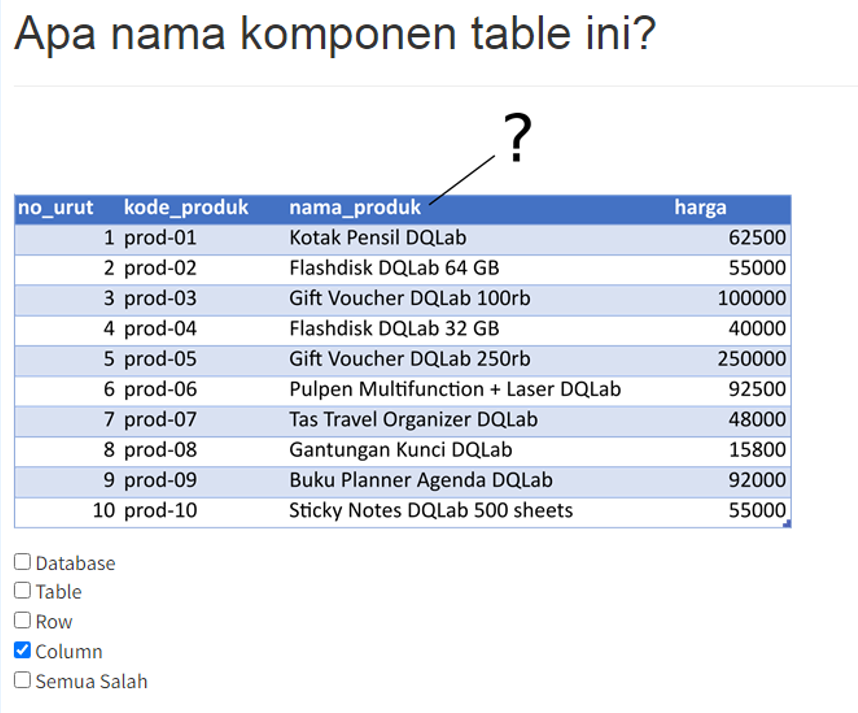 Apa nama komponen table ini?
?
no_urut kode_produk nama_produk harga
1 prod-01 Kotak Pensil DQLab 62500
2 prod-02 Flashdisk DQLab 64 GB 55000
3 prod-03 Gift Voucher DQLab 100rb 100000
4 prod-04 Flashdisk DQLab 32 GB 40000
5 prod-05 Gift Voucher DQLab 250rb 250000
6 prod-06 Pulpen Multifunction + Laser DQLab 92500
7 prod-07 Tas Travel Organizer DQLab 48000
8 prod-08 Gantungan Kunci DQLab 15800
9 prod-09 Buku Planner Agenda DQLab 92000
10 prod-10 Sticky Notes DQLab 500 sheets 55000
Database
Table
Row
Column
Semua Salah